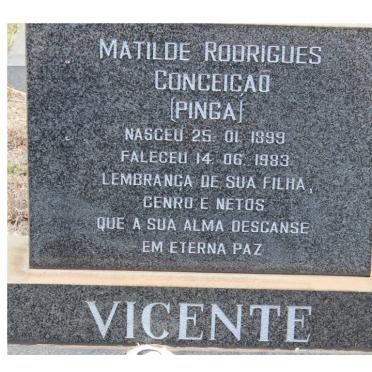 MATILDE RODRIGUES
CONCEIÇÃO
(PINGA)
NASCEU 25. 01. 1899
FALECEU 14. 06. 1983
LEMBRANÇA DE SUA FILHA,
GENRO E NETOS
QUE A SUA ALMA DESCANSE
EM ETERNA PAZ
VICENTE